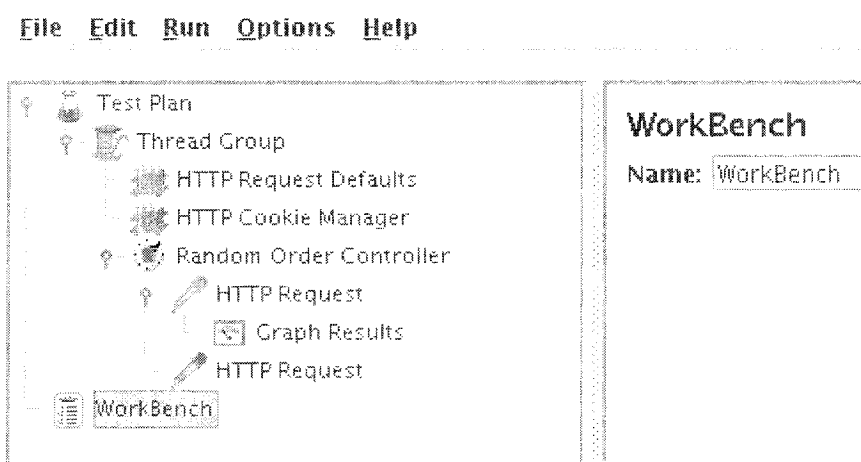 File Edit Run Options Help
Test Plan
Thread Group
HTTP Request Defaults
HTTP Cookie Manager
Random Order Controller
HTTP Request
Graph Results
HTTP Request
WorkBench
WorkBench
Name: WorkBench